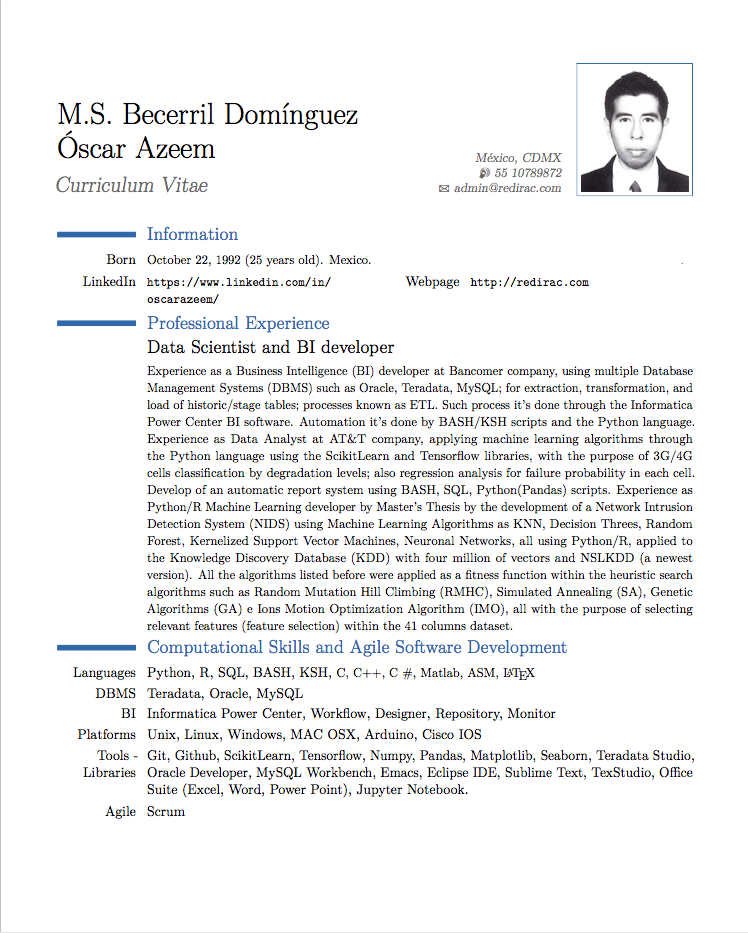 M.S. Becerril Domínguez
Óscar Azeem
Curriculum Vitae
México, CDMX
55 10789872
admin@redirac.com
Information
Born October 22, 1992 (25 years old). Mexico.
LinkedIn https://www.linkedin.com/in/ Webpage http://redirac.com
oscarazeem/
Professional Experience
Data Scientist and BI developer
Experience as a Business Intelligence (BI) developer at Bancomer company, using multiple Database
Management Systems (DBMS) such as Oracle, Teradata, MySQL; for extraction, transformation, and
load of historic/stage tables; processes known as ETL. Such process it's done through the Informatica
Power Center BI software. Automation it's done by BASH/KSH scripts and the Python language.
Experience as Data Analyst at AT&T company, applying machine learning algorithms through
the Python language using the ScikitLearn and Tensorflow libraries, with the purpose of 3G/4G
cells classification by degradation levels; also regression analysis for failure probability in each cell.
Develop of an automatic report system using BASH, SQL, Python(Pandas) scripts. Experience as
Python/R Machine Learning developer by Master's Thesis by the development of a Network Intrusion
Detection System (NIDS) using Machine Learning Algorithms as KNN, Decision Threes, Random
Forest, Kernelized Support Vector Machines, Neuronal Networks, all using Python/R, applied to
the Knowledge Discovery Database (KDD) with four million of vectors and NSLKDD (a newest
version). All the algorithms listed before were applied as a fitness function within the heuristic search
algorithms such as Random Mutation Hill Climbing (RMHC), Simulated Annealing (SA), Genetic
Algorithms (GA) e Ions Motion Optimization Algorithm (IMO), all with the purpose of selecting
relevant features (feature selection) within the 41 columns dataset.
Computational Skills and Agile Software Development
Languages Python, R, SQL, BASH, KSH, C, C++, C #, Matlab, ASM, LATEX
DBMS Teradata, Oracle, MySQL
BI Informatica Power Center, Workflow, Designer, Repository, Monitor
Platforms Unix, Linux, Windows, MAC OSX, Arduino, Cisco IOS
Tools - Git, Github, ScikitLearn, Tensorflow, Numpy, Pandas, Matplotlib, Seaborn, Teradata Studio,
Libraries Oracle Developer, MySQL Workbench, Emacs, Eclipse IDE, Sublime Text, TexStudio, Office
Suite (Excel, Word, Power Point), Jupyter Notebook.
Agile Scrum